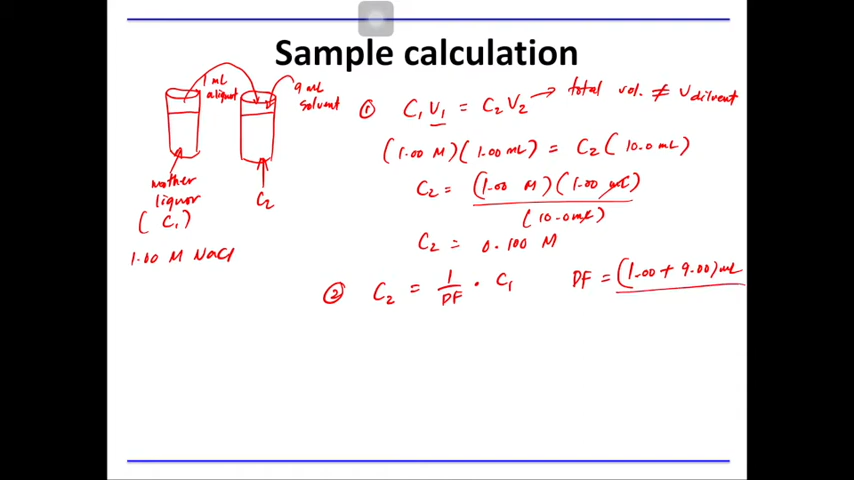 Sample calculation
1 mL aliquot
9 mL solvent
mother liquor
( C₁ )
1.00 M NaCl
C₂
① C₁V₁ = C₂V₂ → total vol. ≠ V diluent
(1.00 M)(1.00 mL) = C₂(10.0 mL)
C₂ = (1.00 M)(1.00 mL)
(10.0 mL)
C₂ = 0.100 M
② C₂ = 1/DF · C₁ DF = (1.00 + 9.00) mL